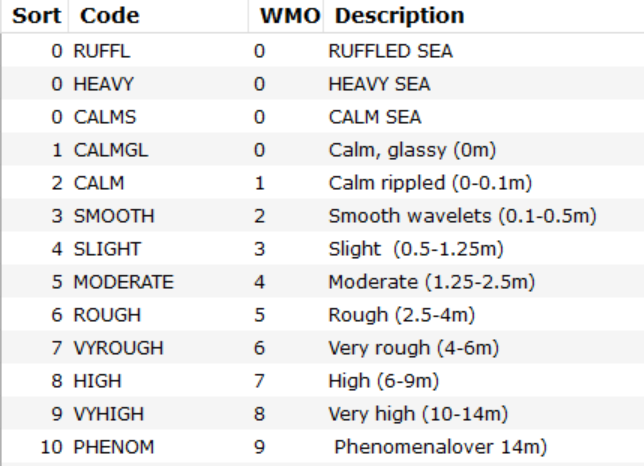 Sort Code WMO Description
0 RUFFL 0 RUFFLED SEA
0 HEAVY 0 HEAVY SEA
0 CALMS 0 CALM SEA
1 CALMGL 0 Calm, glassy (0m)
2 CALM 1 Calm rippled (0-0.1m)
3 SMOOTH 2 Smooth wavelets (0.1-0.5m)
4 SLIGHT 3 Slight (0.5-1.25m)
5 MODERATE 4 Moderate (1.25-2.5m)
6 ROUGH 5 Rough (2.5-4m)
7 VYROUGH 6 Very rough (4-6m)
8 HIGH 7 High (6-9m)
9 VYHIGH 8 Very high (10-14m)
10 PHENOM 9 Phenomenalover 14m)